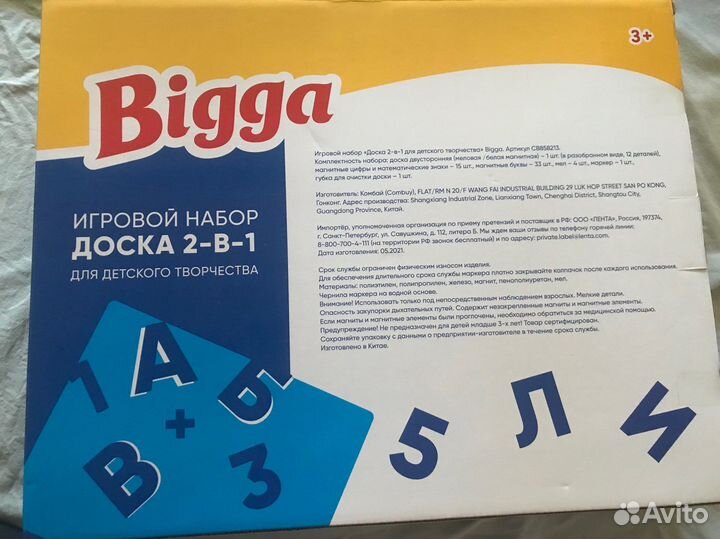 3+
Bigga
Игровой набор «Доска 2-в-1 для детского творчества» Bigga. Артикул CB858213.
Комплектность набора: доска двусторонняя (меловая / белая магнитная) – 1 шт. (в разобранном виде, 12 деталей),
магнитные цифры и математические знаки – 15 шт., магнитные буквы – 33 шт., мел – 4 шт., маркер – 1 шт.,
губка для очистки доски – 1 шт.
Изготовитель: Комбай (Combuy), FLAT/RM N 20/F WANG FAI INDUSTRIAL BUILDING 29 LUK HOP STREET SAN PO KONG,
Гонконг. Адрес производства: Shangxiang Industrial Zone, Lianxiang Town, Chenghai District, Shangtou City,
Guangdong Province, Китай.
Импортёр, уполномоченная организация по приему претензий и поставщик в РФ: ООО «ЛЕНТА», Россия, 197374,
г. Санкт-Петербург, ул. Савушкина, д. 112, литера Б. Мы ждем ваши отзывы по телефону горячей линии:
8-800-700-4-111 (на территории РФ звонок бесплатный) и по адресу: private.label@lenta.com.
Дата изготовления: 05.2021.
Срок службы ограничен физическим износом изделия.
Для обеспечения длительного срока службы маркера плотно закрывайте колпачок после каждого использования.
Материалы: полиэтилен, полипропилен, железо, магнит, пенополиуретан, мел.
Чернила маркера на водной основе.
Внимание! Использовать только под непосредственным наблюдением взрослых. Мелкие детали.
Опасность закупорки дыхательных путей. Содержит незакрепленные магниты и магнитные элементы.
Если магниты и магнитные элементы были проглочены, необходимо обратиться за медицинской помощью.
Предупреждение! Не предназначен для детей младше 3-х лет! Товар сертифицирован.
Сохраняйте упаковку с данными о предприятии-изготовителе в течение срока службы.
Изготовлено в Китае.
ИГРОВОЙ НАБОР
ДОСКА 2-В-1
ДЛЯ ДЕТСКОГО ТВОРЧЕСТВА
1 А Б
В + 3
5 Л И
Avito